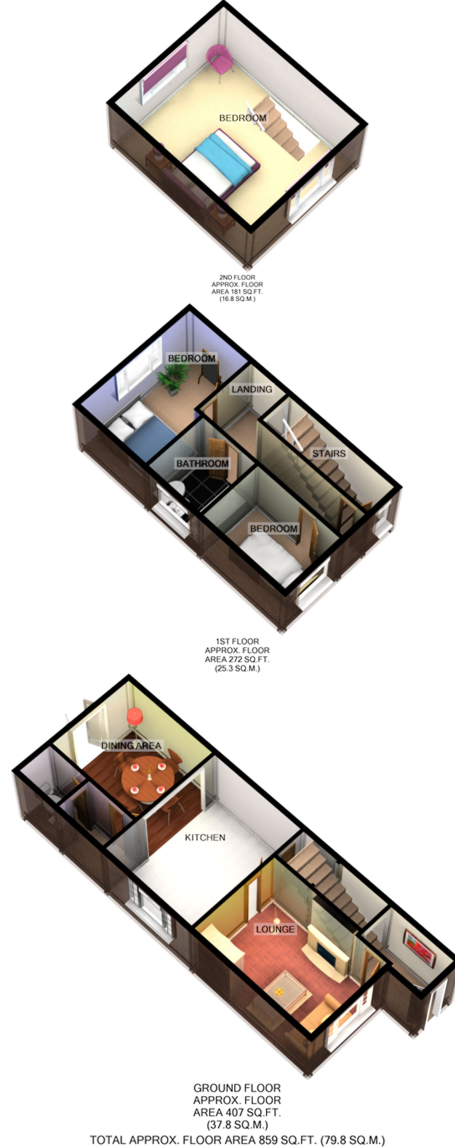 BEDROOM
2ND FLOOR
APPROX. FLOOR
AREA 181 SQ.FT.
(16.8 SQ.M.)
BEDROOM
LANDING
STAIRS
BATHROOM
BEDROOM
1ST FLOOR
APPROX. FLOOR
AREA 272 SQ.FT.
(25.3 SQ.M.)
DINING AREA
KITCHEN
LOUNGE
GROUND FLOOR
APPROX. FLOOR
AREA 407 SQ.FT.
(37.8 SQ.M.)
TOTAL APPROX. FLOOR AREA 859 SQ.FT. (79.8 SQ.M.)